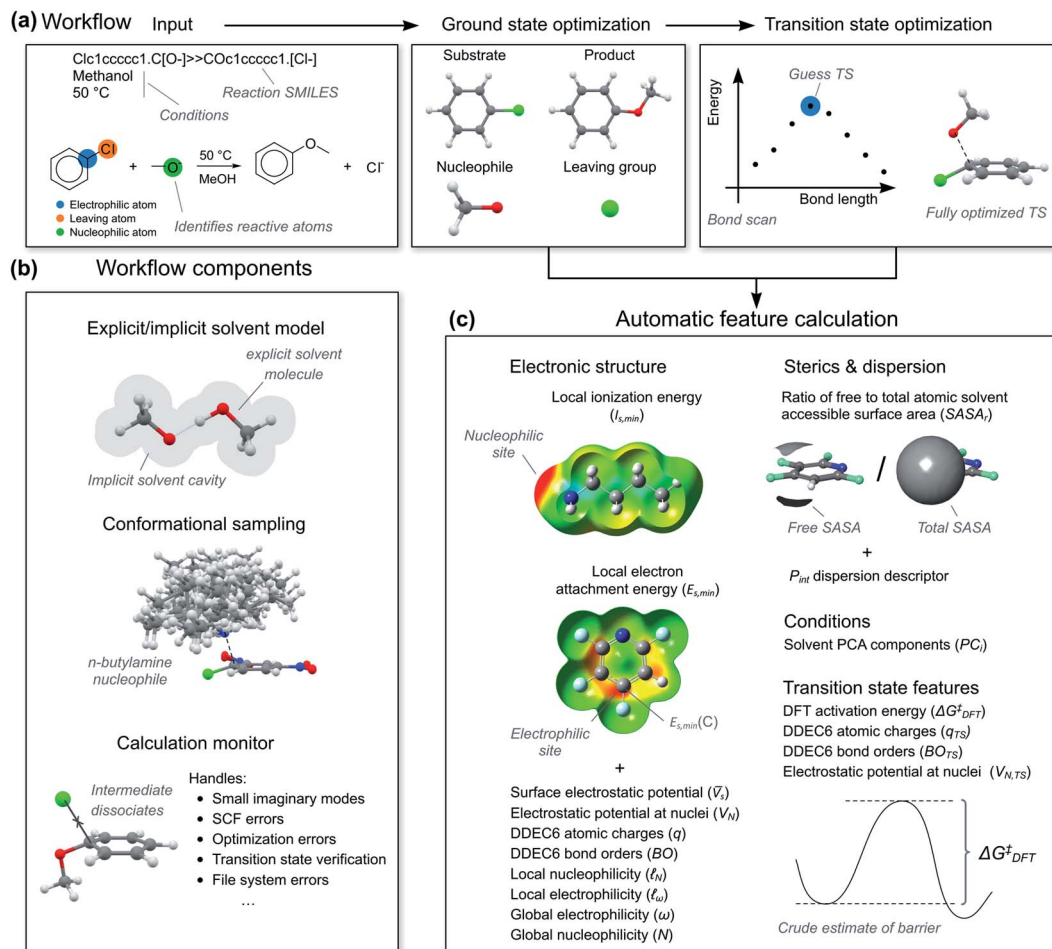 (a) Workflow
Input
Ground state optimization
Transition state optimization
Clc1ccccc1.C[O-]>>COc1ccccc1.[Cl-]
Methanol
50 °C
Reaction SMILES
Conditions
Cl
+
O⁻
50 °C
MeOH
O
+
Cl⁻
Electrophilic atom
Leaving atom
Nucleophilic atom
Identifies reactive atoms
Substrate
Product
Nucleophile
Leaving group
Energy
Guess TS
Bond length
Bond scan
Fully optimized TS
(b) Workflow components
Explicit/implicit solvent model
explicit solvent
molecule
Implicit solvent cavity
Conformational sampling
n-butylamine
nucleophile
Calculation monitor
Intermediate
dissociates
Handles:
• Small imaginary modes
• SCF errors
• Optimization errors
• Transition state verification
• File system errors
...
(c) Automatic feature calculation
Electronic structure
Local ionization energy
(I_s,min)
Nucleophilic
site
Local electron
attachment energy (E_s,min)
E_s,min(C)
Electrophilic
site
+
Surface electrostatic potential (V̄_s)
Electrostatic potential at nuclei (V_N)
DDEC6 atomic charges (q)
DDEC6 bond orders (BO)
Local nucleophilicity (ℓ_N)
Local electrophilicity (ℓ_ω)
Global electrophilicity (ω)
Global nucleophilicity (N)
Sterics & dispersion
Ratio of free to total atomic solvent
accessible surface area (SASA_r)
/
Free SASA
Total SASA
+
P_int dispersion descriptor
Conditions
Solvent PCA components (PC_i)
Transition state features
DFT activation energy (ΔG‡_DFT)
DDEC6 atomic charges (q_TS)
DDEC6 bond orders (BO_TS)
Electrostatic potential at nuclei (V_N,TS)
ΔG‡_DFT
Crude estimate of barrier